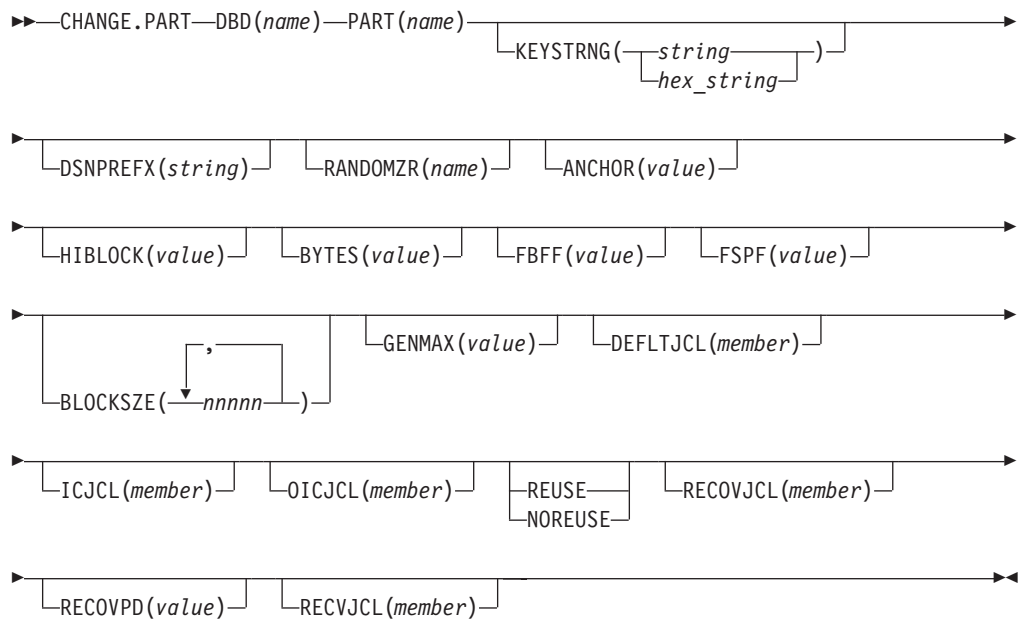 CHANGE.PART DBD(name) PART(name)
KEYSTRNG( string )
hex_string
DSNPREFX(string) RANDOMZR(name) ANCHOR(value)
HIBLOCK(value) BYTES(value) FBFF(value) FSPF(value)
GENMAX(value) DEFLTJCL(member)
,
BLOCKSZE( nnnnn )
ICJCL(member) OICJCL(member) REUSE RECOVJCL(member)
NOREUSE
RECOVPD(value) RECVJCL(member)